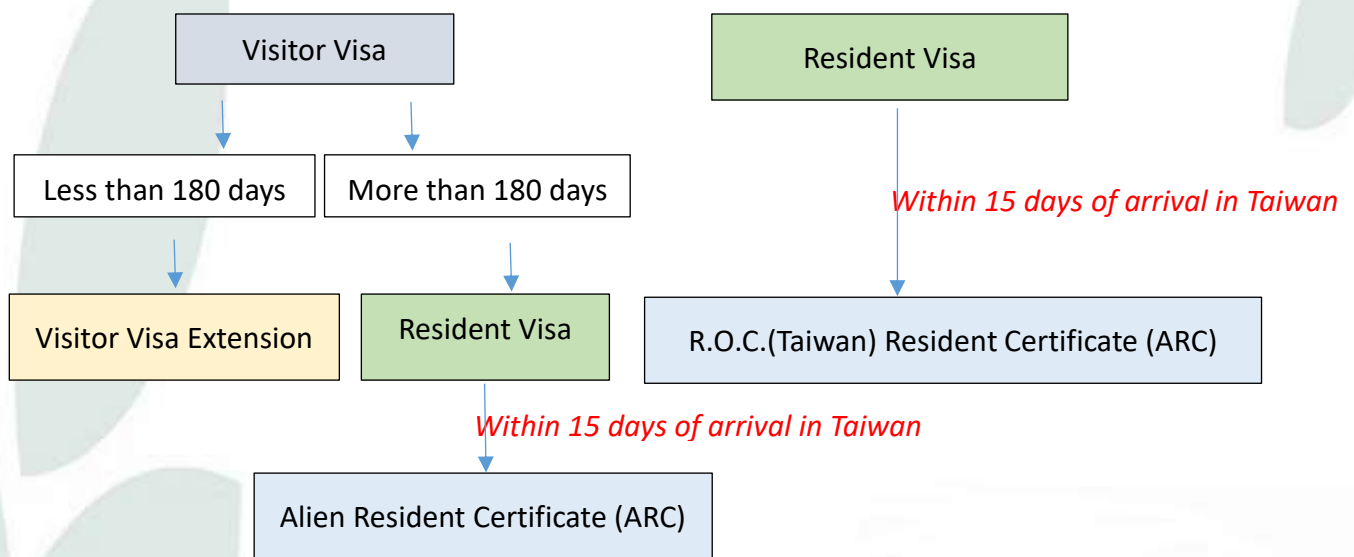 Visitor Visa
Resident Visa
Less than 180 days
More than 180 days
Within 15 days of arrival in Taiwan
Visitor Visa Extension
Resident Visa
R.O.C.(Taiwan) Resident Certificate (ARC)
Within 15 days of arrival in Taiwan
Alien Resident Certificate (ARC)